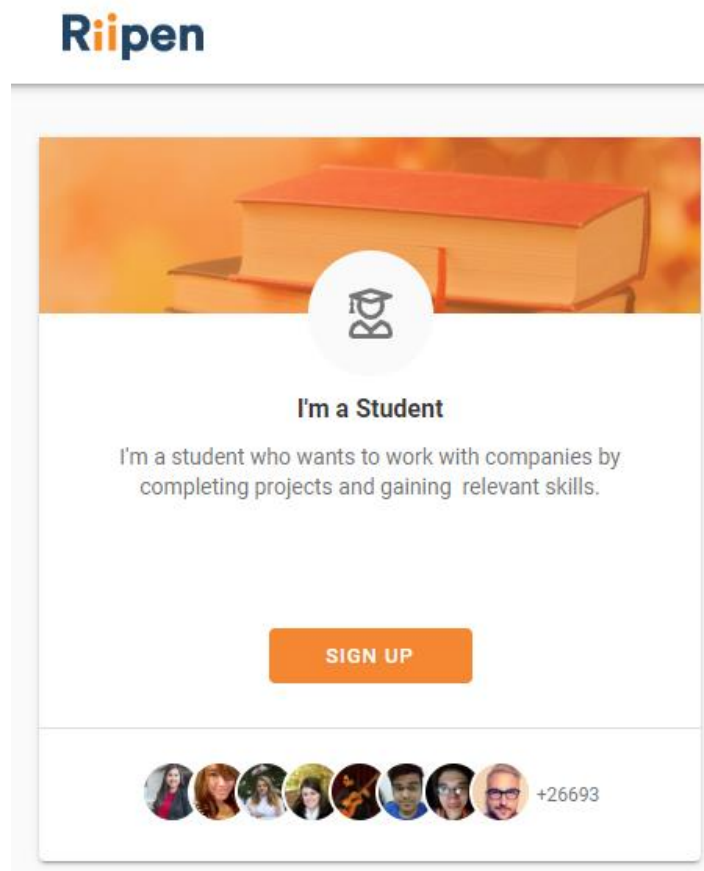 Riipen
I'm a Student
I'm a student who wants to work with companies by
completing projects and gaining relevant skills.
SIGN UP
+26693